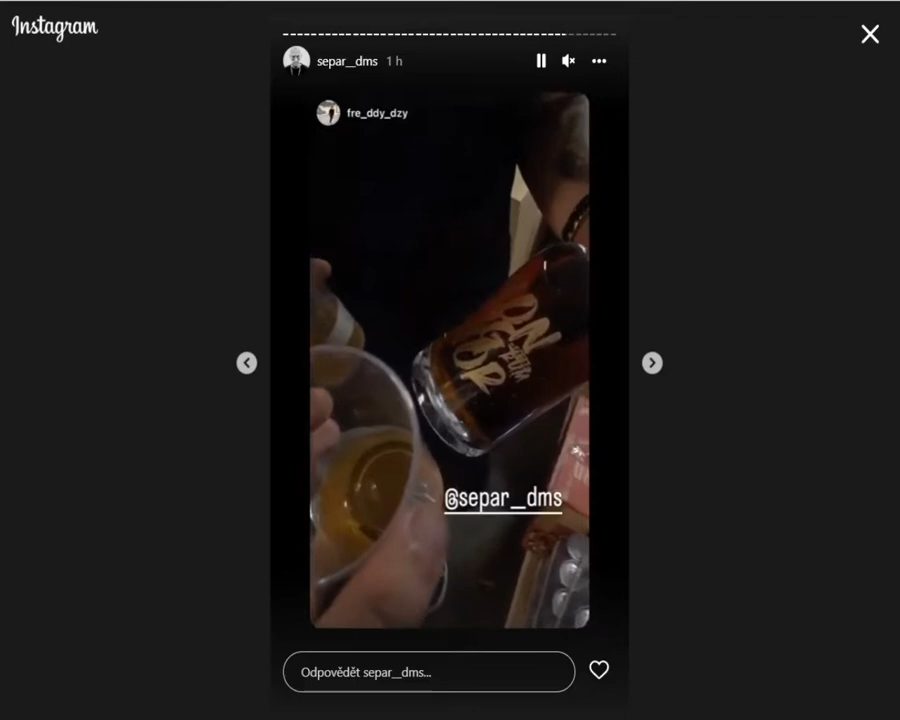 Instagram
separ__dms 1 h
fre_ddy_dzy
@separ__dms
Odpovědět separ__dms...